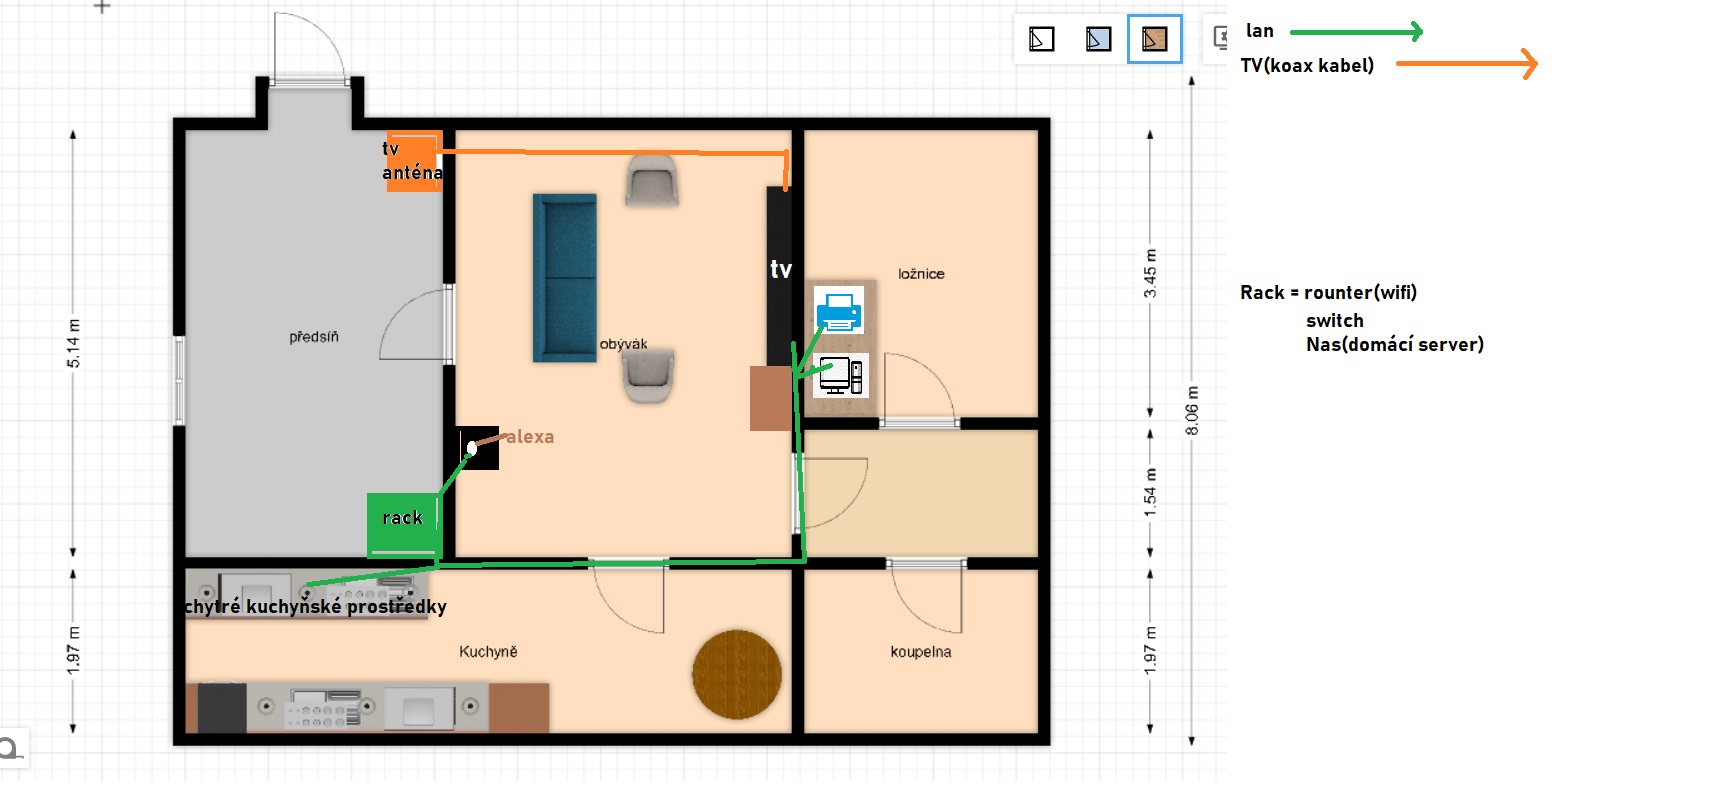 lan
TV(koax kabel)
tv
anténa
tv
ložnice
předsíň
obývák
alexa
rack
chytré kuchyňské prostředky
Kuchyně
koupelna
5.14 m
1.97 m
3.45 m
1.54 m
1.97 m
8.06 m
Rack = rounter(wifi)
switch
Nas(domácí server)